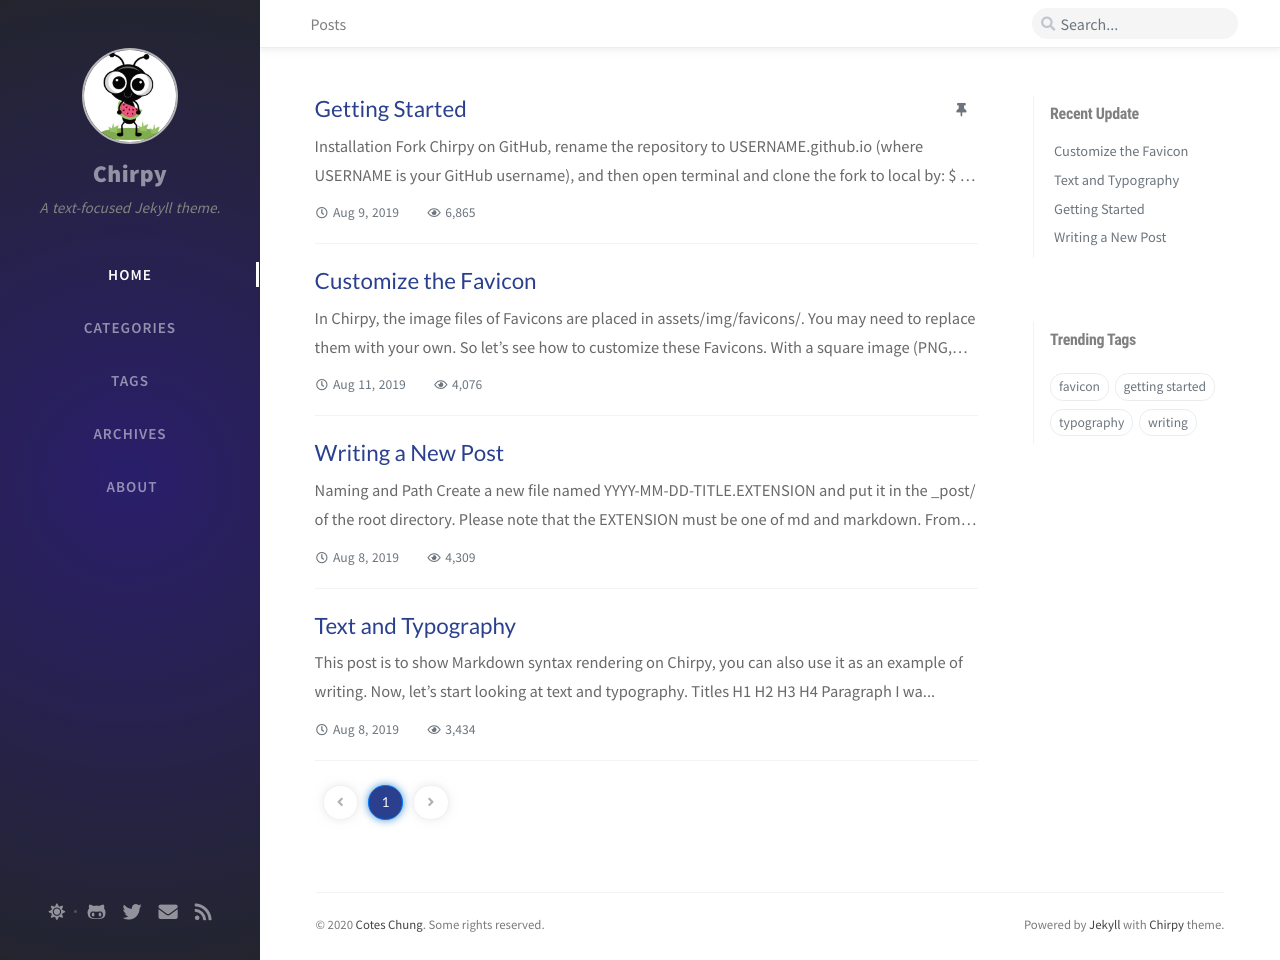 Chirpy
A text-focused Jekyll theme.
HOME
CATEGORIES
TAGS
ARCHIVES
ABOUT
Posts
Search...
Getting Started
Installation Fork Chirpy on GitHub, rename the repository to USERNAME.github.io (where
USERNAME is your GitHub username), and then open terminal and clone the fork to local by: $ …
Aug 9, 2019 6,865
Customize the Favicon
In Chirpy, the image files of Favicons are placed in assets/img/favicons/. You may need to replace
them with your own. So let’s see how to customize these Favicons. With a square image (PNG,…
Aug 11, 2019 4,076
Writing a New Post
Naming and Path Create a new file named YYYY-MM-DD-TITLE.EXTENSION and put it in the _post/
of the root directory. Please note that the EXTENSION must be one of md and markdown. From…
Aug 8, 2019 4,309
Text and Typography
This post is to show Markdown syntax rendering on Chirpy, you can also use it as an example of
writing. Now, let’s start looking at text and typography. Titles H1 H2 H3 H4 Paragraph I wa...
Aug 8, 2019 3,434
1
Recent Update
Customize the Favicon
Text and Typography
Getting Started
Writing a New Post
Trending Tags
favicon getting started
typography writing
© 2020 Cotes Chung. Some rights reserved.
Powered by Jekyll with Chirpy theme.